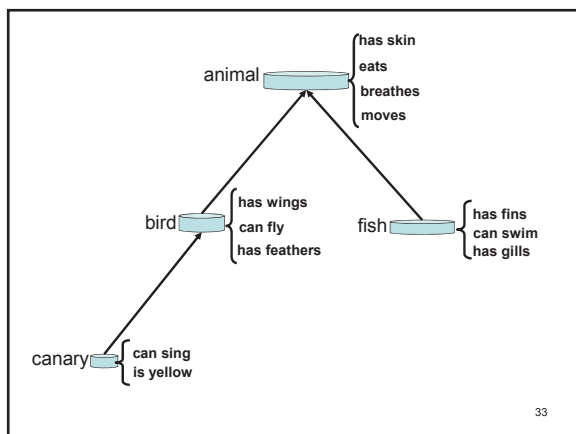 animal
has skin
eats
breathes
moves
bird
has wings
can fly
has feathers
fish
has fins
can swim
has gills
canary
can sing
is yellow
33